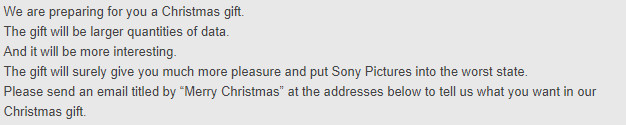 We are preparing for you a Christmas gift.
The gift will be larger quantities of data.
And it will be more interesting.
The gift will surely give you much more pleasure and put Sony Pictures into the worst state.
Please send an email titled by “Merry Christmas” at the addresses below to tell us what you want in our
Christmas gift.